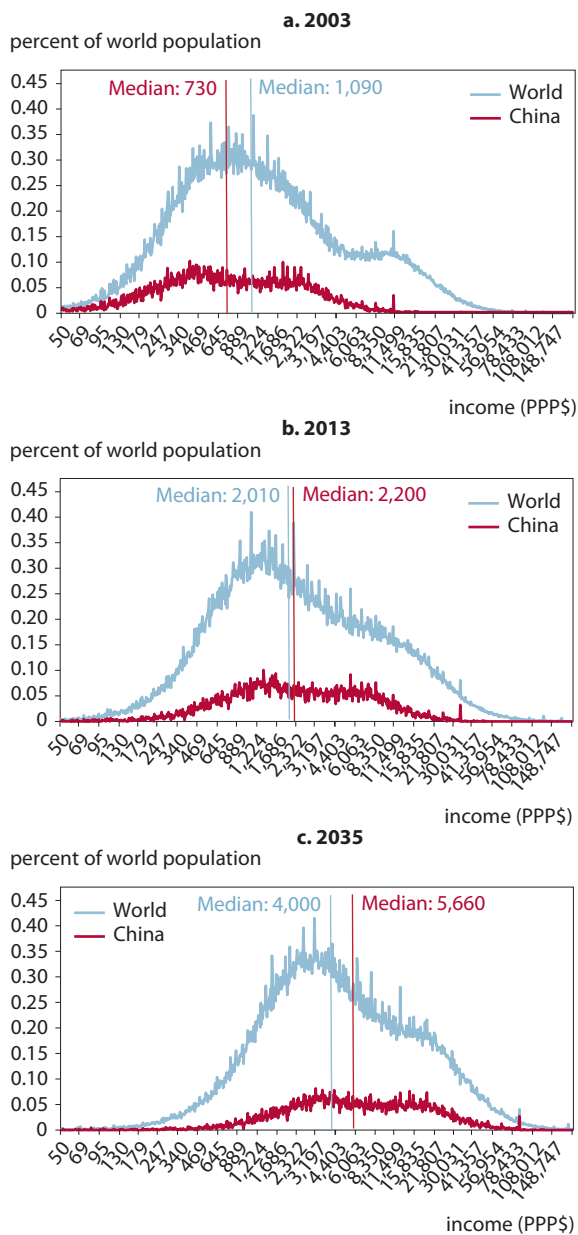 a. 2003
percent of world population
Median: 730 Median: 1,090
World
China
0.45
0.40
0.35
0.30
0.25
0.20
0.15
0.10
0.05
0
50 69 95 130 179 247 340 469 645 889 1,224 1,686 2,322 3,197 4,403 6,063 8,350 11,499 15,835 21,807 30,031 41,357 56,954 78,433 108,012 148,747
income (PPP$)
b. 2013
percent of world population
Median: 2,010 Median: 2,200
World
China
0.45
0.40
0.35
0.30
0.25
0.20
0.15
0.10
0.05
0
50 69 95 130 179 247 340 469 645 889 1,224 1,686 2,322 3,197 4,403 6,063 8,350 11,499 15,835 21,807 30,031 41,357 56,954 78,433 108,012 148,747
income (PPP$)
c. 2035
percent of world population
World
China
Median: 4,000 Median: 5,660
0.45
0.40
0.35
0.30
0.25
0.20
0.15
0.10
0.05
0
50 69 95 130 179 247 340 469 645 889 1,224 1,686 2,322 3,197 4,403 6,063 8,350 11,499 15,835 21,807 30,031 41,357 56,954 78,433 108,012 148,747
income (PPP$)